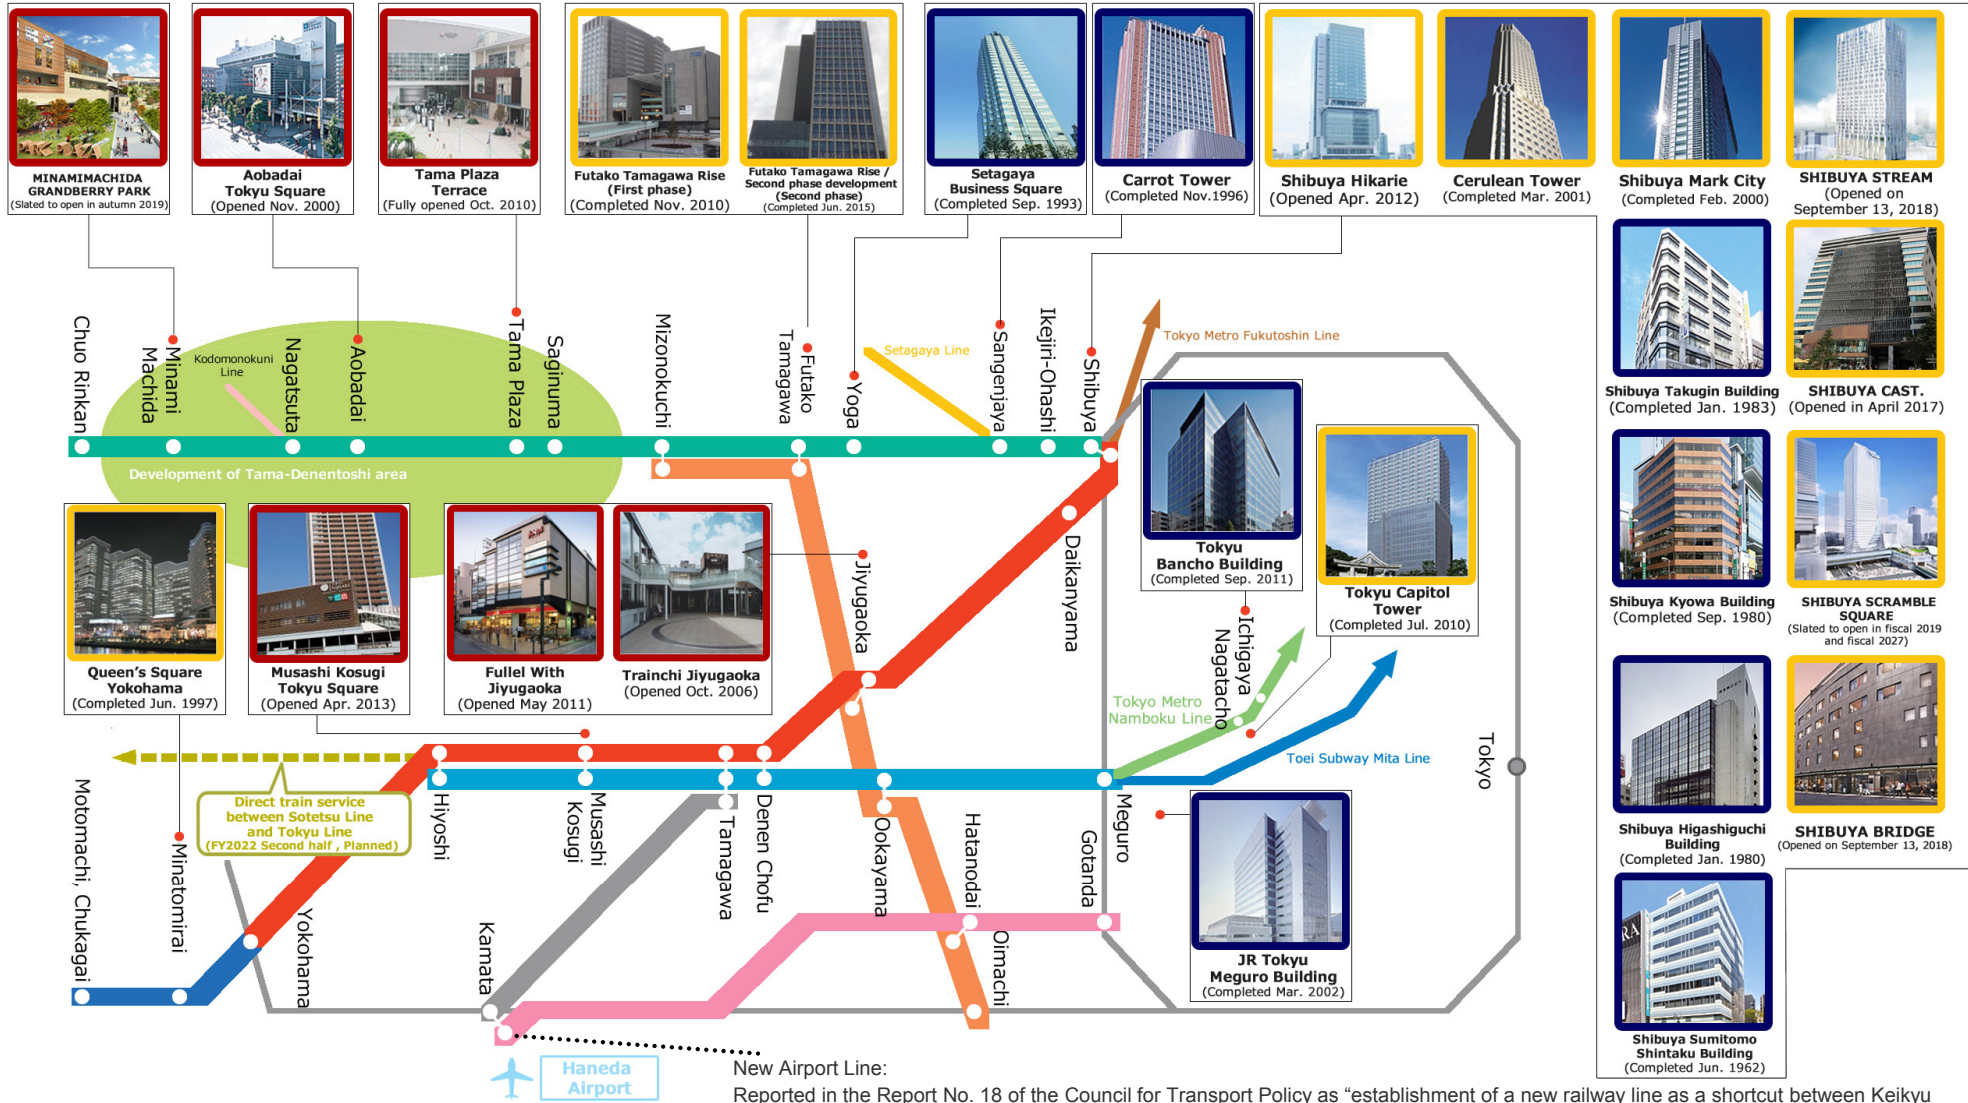 MINAMIMACHIDA
GRANDBERRY PARK
(Slated to open in autumn 2019)
Aobadai
Tokyu Square
(Opened Nov. 2000)
Tama Plaza
Terrace
(Fully opened Oct. 2010)
Futako Tamagawa Rise
(First phase)
(Completed Nov. 2010)
Futako Tamagawa Rise /
Second phase development
(Second phase)
(Completed Jun. 2015)
Setagaya
Business Square
(Completed Sep. 1993)
Carrot Tower
(Completed Nov.1996)
Shibuya Hikarie
(Opened Apr. 2012)
Cerulean Tower
(Completed Mar. 2001)
Shibuya Mark City
(Completed Feb. 2000)
SHIBUYA STREAM
(Opened on
September 13, 2018)
Shibuya Takugin Building
(Completed Jan. 1983)
SHIBUYA CAST.
(Opened in April 2017)
Shibuya Kyowa Building
(Completed Sep. 1980)
SHIBUYA SCRAMBLE
SQUARE
(Slated to open in fiscal 2019
and fiscal 2027)
Shibuya Higashiguchi
Building
(Completed Jan. 1980)
SHIBUYA BRIDGE
(Opened on September 13, 2018)
Shibuya Sumitomo
Shintaku Building
(Completed Jun. 1962)
Chuo Rinkan
Minami
Machida
Kodomonokuni
Line
Nagatsuta
Aobadai
Tama Plaza
Saginuma
Mizonokuchi
Futako
Tamagawa
Yoga
Setagaya Line
Sangenjaya
Ikejiri-Ohashi
Shibuya
Tokyo Metro Fukutoshin Line
Development of Tama-Denentoshi area
Queen's Square
Yokohama
(Completed Jun. 1997)
Musashi Kosugi
Tokyu Square
(Opened Apr. 2013)
Fullel With
Jiyugaoka
(Opened May 2011)
Trainchi Jiyugaoka
(Opened Oct. 2006)
Jiyugaoka
Daikanyama
Tokyu
Bancho Building
(Completed Sep. 2011)
Tokyu Capitol
Tower
(Completed Jul. 2010)
Ichigaya
Nagatacho
Tokyo Metro
Namboku Line
Toei Subway Mita Line
Tokyo
Direct train service
between Sotetsu Line
and Tokyu Line
(FY2022 Second half , Planned)
Motomachi, Chukagai
Minatomirai
Yokohama
Hiyoshi
Musashi
Kosugi
Tamagawa
Denen Chofu
Ookayama
Hatanodai
Gotanda
Meguro
Kamata
Oimachi
JR Tokyu
Meguro Building
(Completed Mar. 2002)
Haneda
Airport
New Airport Line:
Reported in the Report No. 18 of the Council for Transport Policy as “establishment of a new railway line as a shortcut between Keikyu